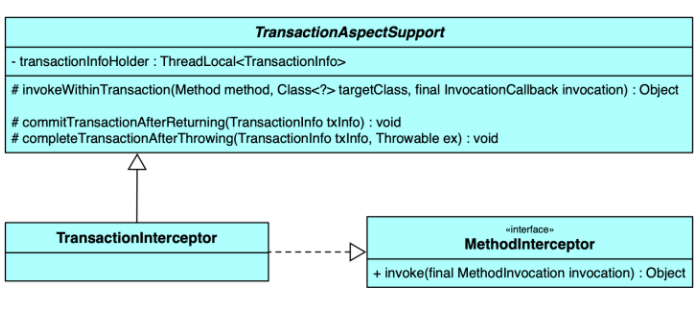 TransactionAspectSupport
- transactionInfoHolder : ThreadLocal<TransactionInfo>
# invokeWithinTransaction(Method method, Class<?> targetClass, final InvocationCallback invocation) : Object
# commitTransactionAfterReturning(TransactionInfo txInfo) : void
# completeTransactionAfterThrowing(TransactionInfo txInfo, Throwable ex) : void
TransactionInterceptor
«interface»
MethodInterceptor
+ invoke(final MethodInvocation invocation) : Object